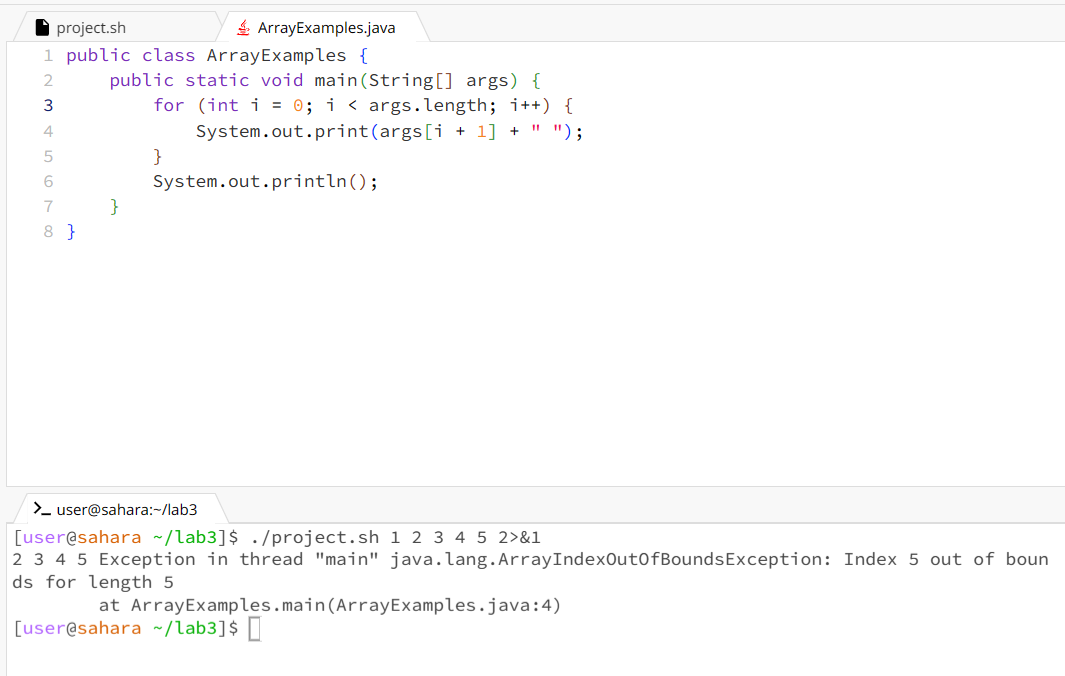 project.sh
ArrayExamples.java
1 public class ArrayExamples {
2     public static void main(String[] args) {
3         for (int i = 0; i < args.length; i++) {
4             System.out.print(args[i + 1] + " ");
5         }
6         System.out.println();
7     }
8 }
user@sahara:~/lab3
[user@sahara ~/lab3]$ ./project.sh 1 2 3 4 5 2>&1
2 3 4 5 Exception in thread "main" java.lang.ArrayIndexOutOfBoundsException: Index 5 out of boun
ds for length 5
        at ArrayExamples.main(ArrayExamples.java:4)
[user@sahara ~/lab3]$